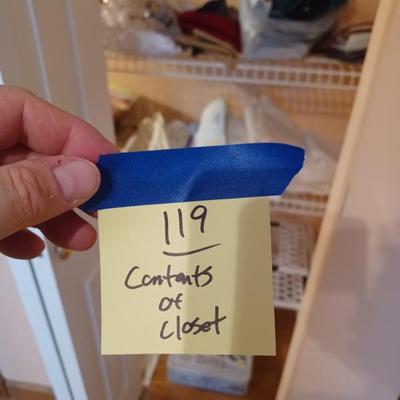 119
Contents
of
Closet